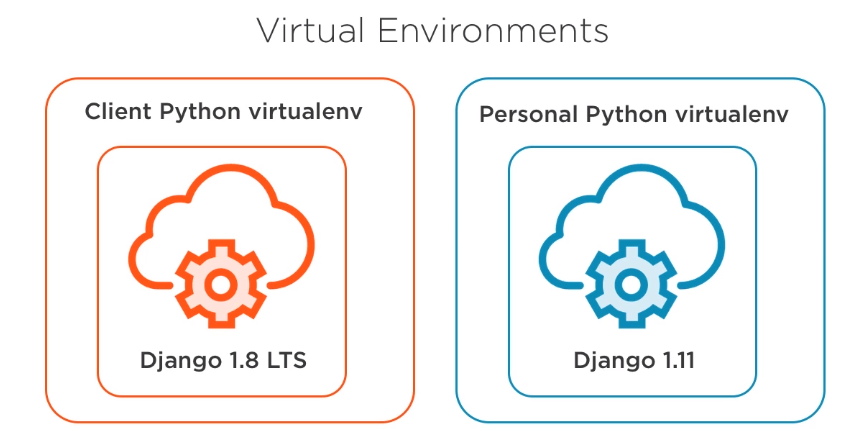 Virtual Environments
Client Python virtualenv
Personal Python virtualenv
Django 1.8 LTS
Django 1.11